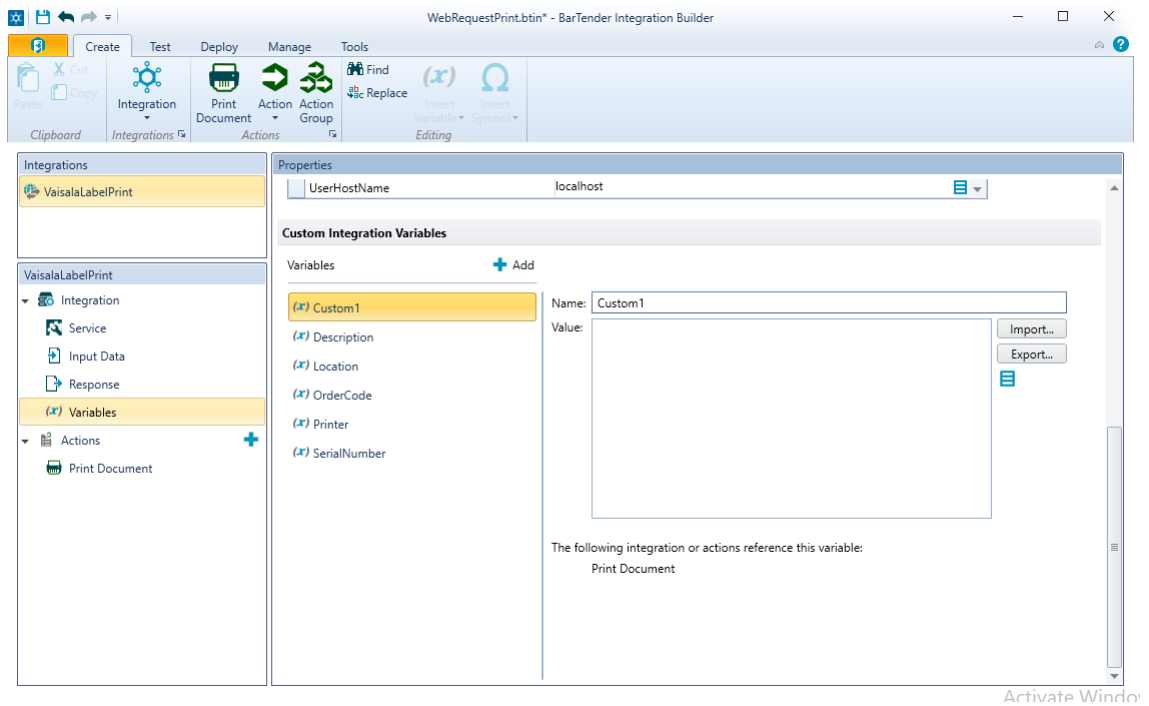 WebRequestPrint.btin* - BarTender Integration Builder
Create Test Deploy Manage Tools
Paste
Cut
Copy
Clipboard
Integration
Integrations
Print Document
Action
Action Group
Actions
Find
Replace
Insert Variable
Insert Symbol
Editing
Integrations
VaisalaLabelPrint
VaisalaLabelPrint
Integration
Service
Input Data
Response
(x) Variables
Actions
Print Document
Properties
UserHostName localhost
Custom Integration Variables
Variables Add
(x) Custom1
(x) Description
(x) Location
(x) OrderCode
(x) Printer
(x) SerialNumber
Name: Custom1
Value:
Import...
Export...
The following integration or actions reference this variable:
Print Document
Activate Windo